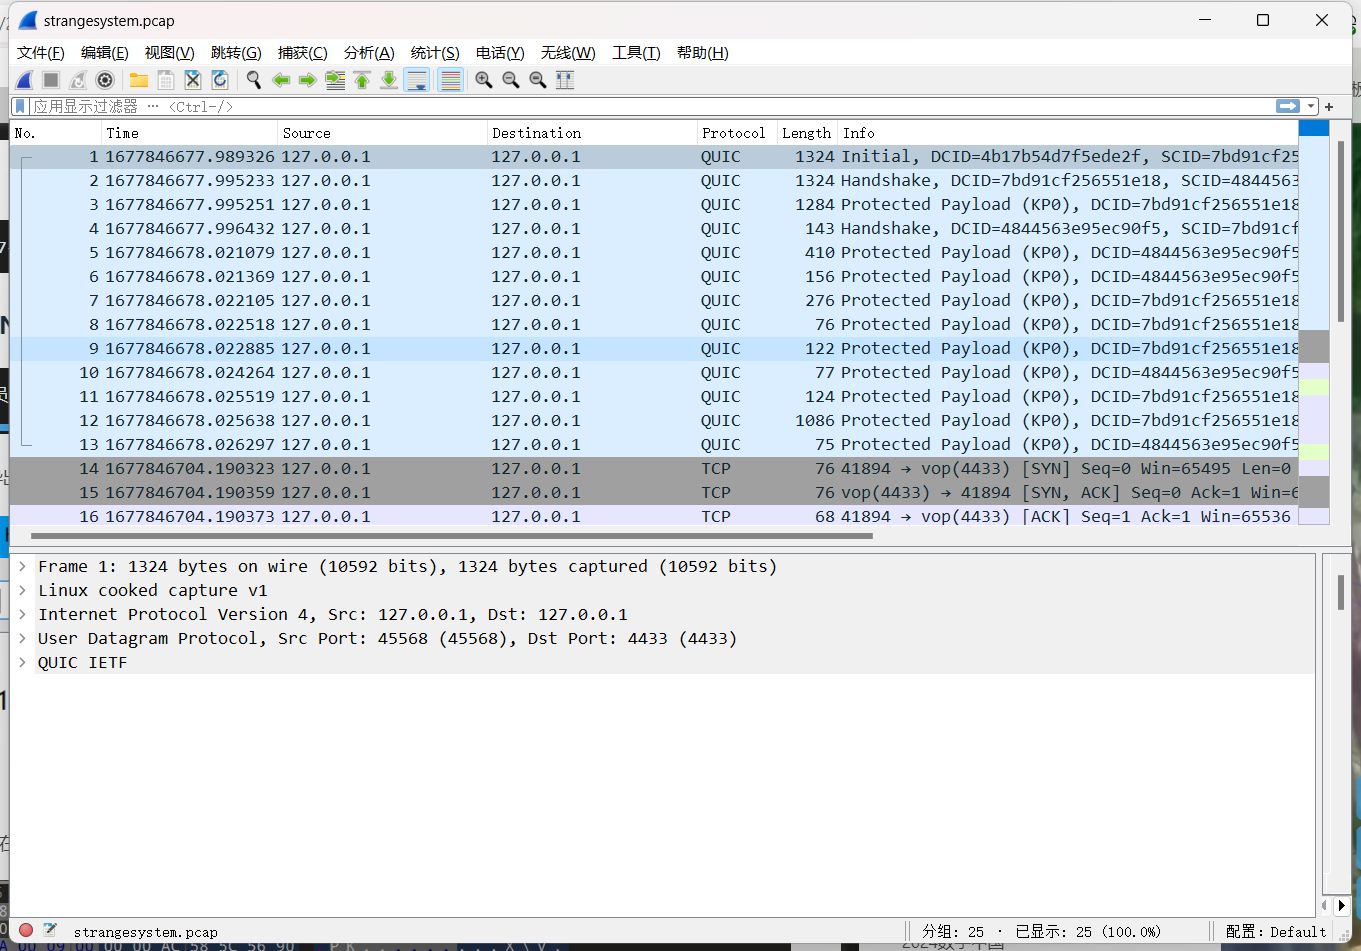 strangesystem.pcap
文件(F) 编辑(E) 视图(V) 跳转(G) 捕获(C) 分析(A) 统计(S) 电话(Y) 无线(W) 工具(T) 帮助(H)
应用显示过滤器 … <Ctrl-/>
No. Time Source Destination Protocol Length Info
1 1677846677.989326 127.0.0.1 127.0.0.1 QUIC 1324 Initial, DCID=4b17b54d7f5ede2f, SCID=7bd91cf25
2 1677846677.995233 127.0.0.1 127.0.0.1 QUIC 1324 Handshake, DCID=7bd91cf256551e18, SCID=4844563
3 1677846677.995251 127.0.0.1 127.0.0.1 QUIC 1284 Protected Payload (KP0), DCID=7bd91cf256551e18
4 1677846677.996432 127.0.0.1 127.0.0.1 QUIC 143 Handshake, DCID=4844563e95ec90f5, SCID=7bd91cf
5 1677846678.021079 127.0.0.1 127.0.0.1 QUIC 410 Protected Payload (KP0), DCID=4844563e95ec90f5
6 1677846678.021369 127.0.0.1 127.0.0.1 QUIC 156 Protected Payload (KP0), DCID=4844563e95ec90f5
7 1677846678.022105 127.0.0.1 127.0.0.1 QUIC 276 Protected Payload (KP0), DCID=7bd91cf256551e18
8 1677846678.022518 127.0.0.1 127.0.0.1 QUIC 76 Protected Payload (KP0), DCID=4844563e95ec90f5
9 1677846678.022885 127.0.0.1 127.0.0.1 QUIC 122 Protected Payload (KP0), DCID=7bd91cf256551e18
10 1677846678.024264 127.0.0.1 127.0.0.1 QUIC 77 Protected Payload (KP0), DCID=4844563e95ec90f5
11 1677846678.025519 127.0.0.1 127.0.0.1 QUIC 124 Protected Payload (KP0), DCID=7bd91cf256551e18
12 1677846678.025638 127.0.0.1 127.0.0.1 QUIC 1086 Protected Payload (KP0), DCID=7bd91cf256551e18
13 1677846678.026297 127.0.0.1 127.0.0.1 QUIC 75 Protected Payload (KP0), DCID=4844563e95ec90f5
14 1677846704.190323 127.0.0.1 127.0.0.1 TCP 76 41894 → vop(4433) [SYN] Seq=0 Win=65495 Len=0
15 1677846704.190359 127.0.0.1 127.0.0.1 TCP 76 vop(4433) → 41894 [SYN, ACK] Seq=0 Ack=1 Win=6
16 1677846704.190373 127.0.0.1 127.0.0.1 TCP 68 41894 → vop(4433) [ACK] Seq=1 Ack=1 Win=65536
Frame 1: 1324 bytes on wire (10592 bits), 1324 bytes captured (10592 bits)
Linux cooked capture v1
Internet Protocol Version 4, Src: 127.0.0.1, Dst: 127.0.0.1
User Datagram Protocol, Src Port: 45568 (45568), Dst Port: 4433 (4433)
QUIC IETF
strangesystem.pcap 分组: 25 · 已显示: 25 (100.0%) 配置: Default